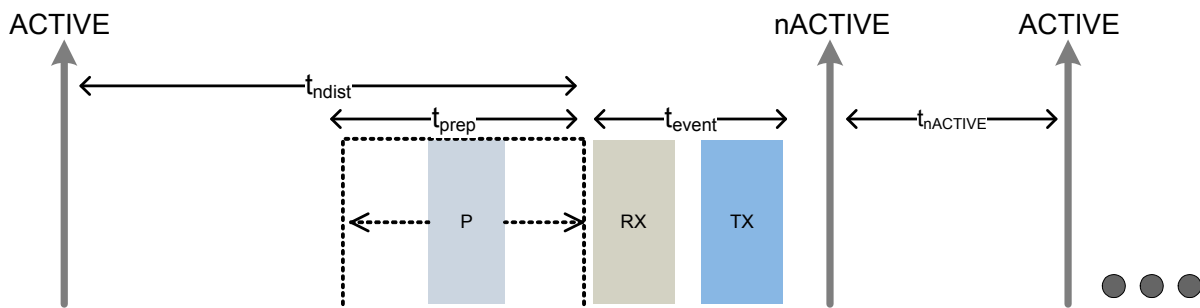 ACTIVE
nACTIVE
ACTIVE
tndist
tprep
tevent
tnACTIVE
P
RX
TX